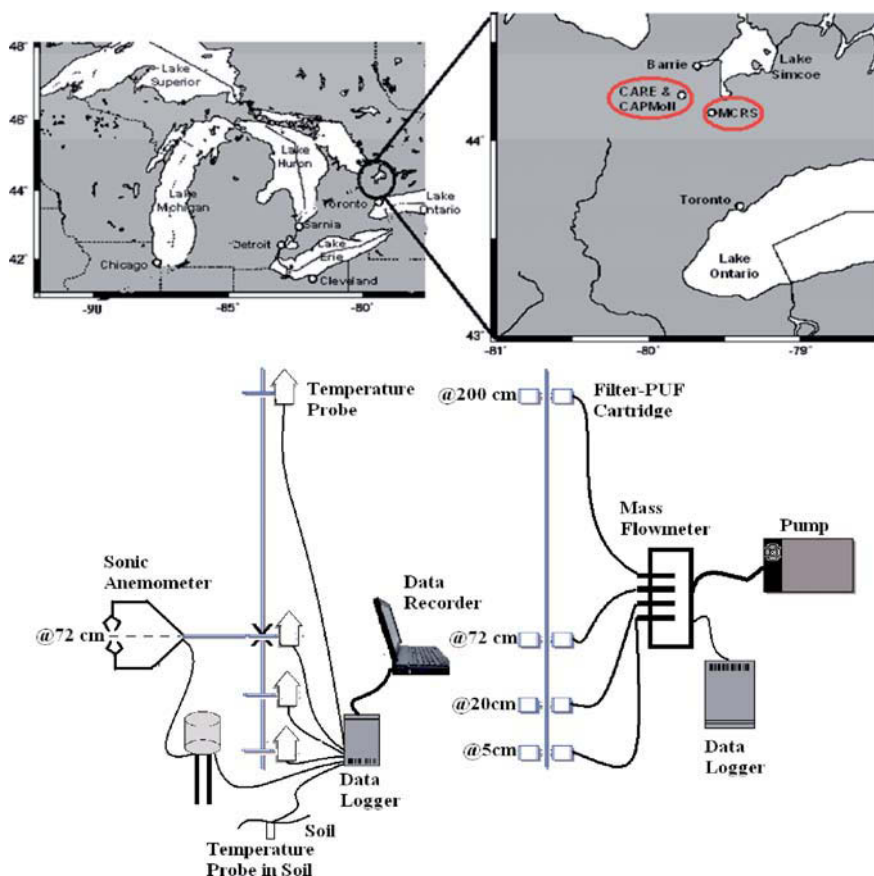 48°
46°
44°
42°
-90°
-85°
-80°
Lake
Superior
Lake
Huron
Lake
Michigan
Toronto
Lake
Ontario
Sarnia
Detroit
Lake
Erie
Chicago
Cleveland
Barrie
Lake
Simcoe
CARE &
CAPMoN
MCRS
44°
Toronto
Lake
Ontario
43°
-81°
-80°
-79°
Temperature
Probe
Sonic
Anemometer
@72 cm
Data
Recorder
Data
Logger
Soil
Temperature
Probe in Soil
@200 cm
Filter-PUF
Cartridge
Mass
Flowmeter
Pump
@72 cm
@20cm
@5cm
Data
Logger